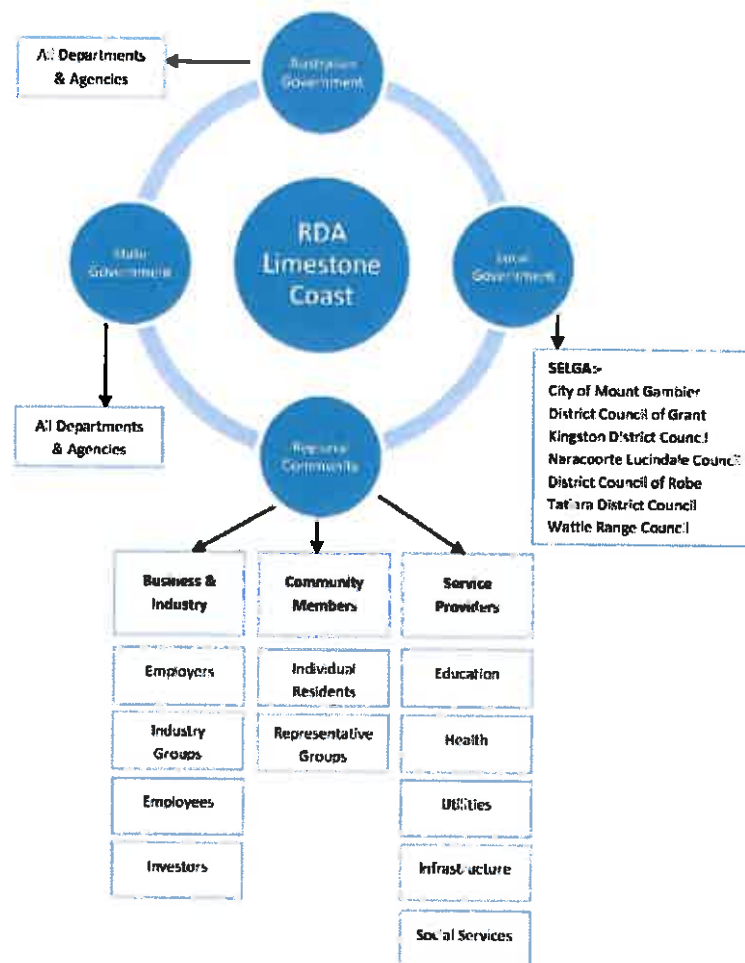 All Departments
& Agencies
Australian
Government
State
Government
RDA
Limestone
Coast
Local
Government
SELGA:-
City of Mount Gambier
District Council of Grant
Kingston District Council
Naracoorte Lucindale Council
District Council of Robe
Tatiara District Council
Wattle Range Council
All Departments
& Agencies
Regional
Community
Business &
Industry
Community
Members
Service
Providers
Employers
Individual
Residents
Education
Industry
Groups
Representative
Groups
Health
Employees
Utilities
Investors
Infrastructure
Social Services